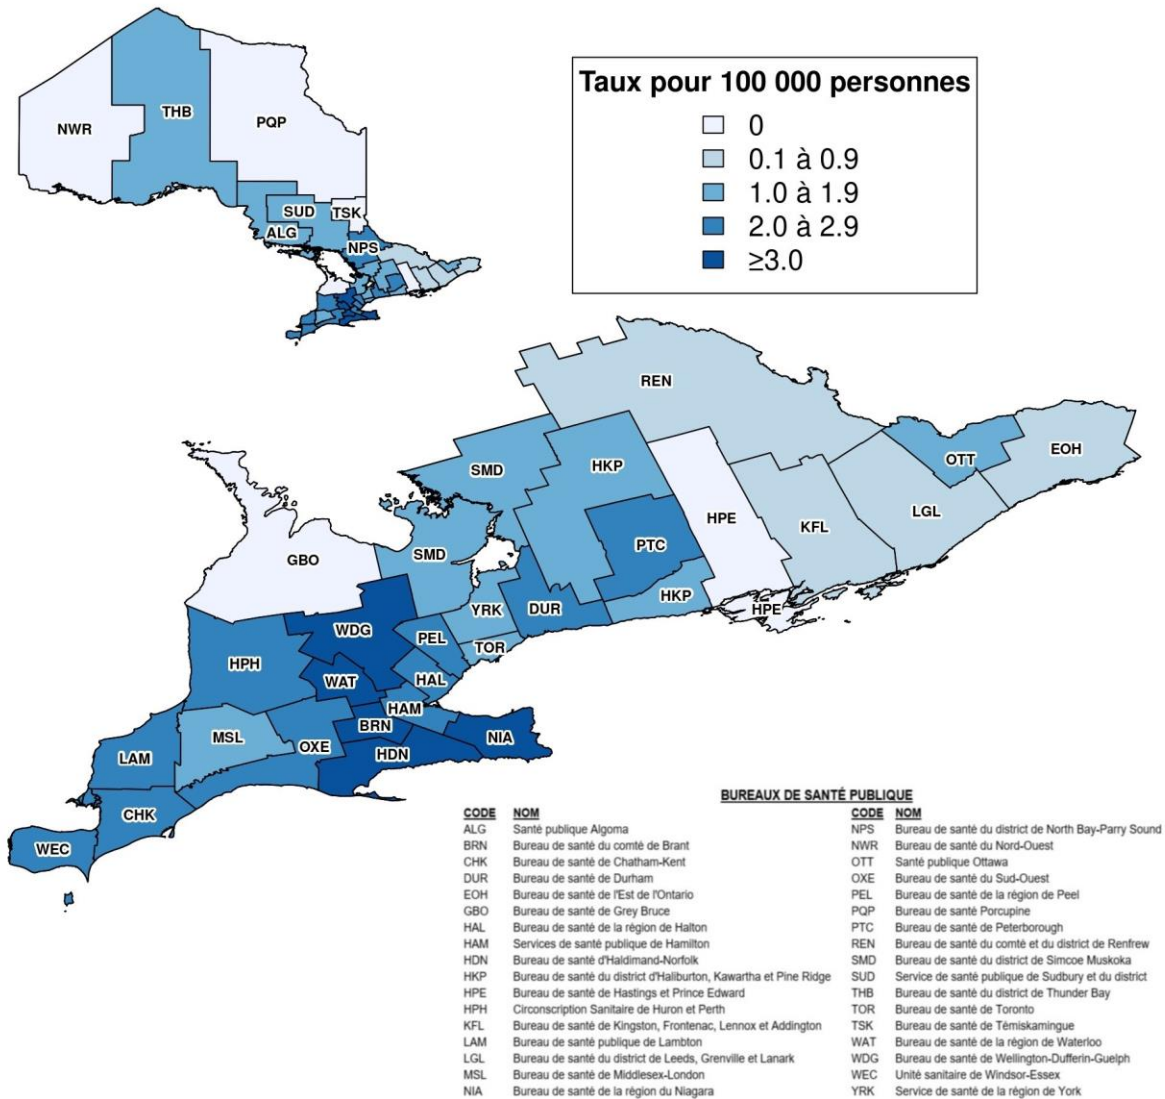 Taux pour 100 000 personnes
0
0.1 à 0.9
1.0 à 1.9
2.0 à 2.9
≥3.0
NWR
THB
PQP
SUD
TSK
ALG
NPS
REN
SMD
HKP
OTT
EOH
LGL
HPE
KFL
PTC
GBO
SMD
HKP
HPE
YRK
DUR
WDG
PEL
TOR
HPH
WAT
HAL
HAM
BRN
MSL
OXE
HDN
NIA
LAM
CHK
WEC
BUREAUX DE SANTÉ PUBLIQUE
CODE NOM
ALG Santé publique Algoma
BRN Bureau de santé du comté de Brant
CHK Bureau de santé de Chatham-Kent
DUR Bureau de santé de Durham
EOH Bureau de santé de l'Est de l'Ontario
GBO Bureau de santé de Grey Bruce
HAL Bureau de santé de la région de Halton
HAM Services de santé publique de Hamilton
HDN Bureau de santé d'Haldimand-Norfolk
HKP Bureau de santé du district d'Haliburton, Kawartha et Pine Ridge
HPE Bureau de santé de Hastings et Prince Edward
HPH Circonscription Sanitaire de Huron et Perth
KFL Bureau de santé de Kingston, Frontenac, Lennox et Addington
LAM Bureau de santé publique de Lambton
LGL Bureau de santé du district de Leeds, Grenville et Lanark
MSL Bureau de santé de Middlesex-London
NIA Bureau de santé de la région du Niagara
CODE NOM
NPS Bureau de santé du district de North Bay-Parry Sound
NWR Bureau de santé du Nord-Ouest
OTT Santé publique Ottawa
OXE Bureau de santé du Sud-Ouest
PEL Bureau de santé de la région de Peel
PQP Bureau de santé Porcupine
PTC Bureau de santé de Peterborough
REN Bureau de santé du comté et du district de Renfrew
SMD Bureau de santé du district de Simcoe Muskoka
SUD Service de santé publique de Sudbury et du district
THB Bureau de santé du district de Thunder Bay
TOR Bureau de santé de Toronto
TSK Bureau de santé de Témiskamingue
WAT Bureau de santé de la région de Waterloo
WDG Bureau de santé de Wellington-Dufferin-Guelph
WEC Unité sanitaire de Windsor-Essex
YRK Service de santé de la région de York